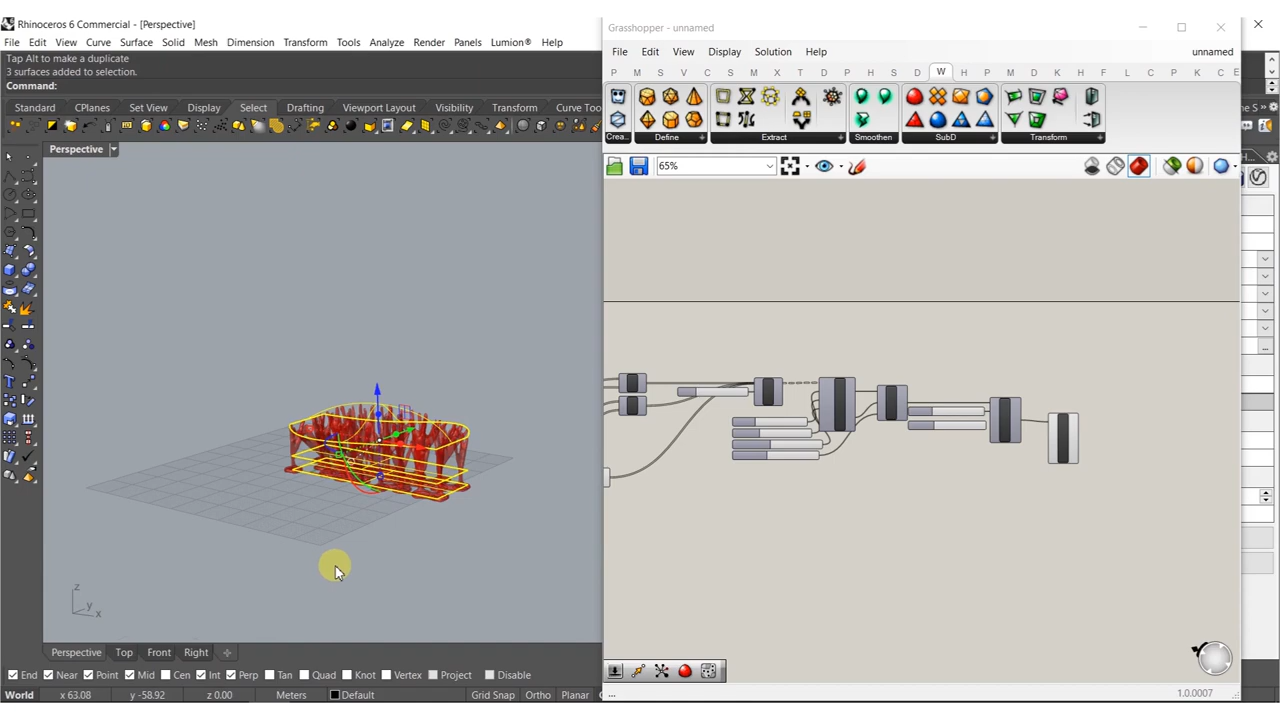 Rhinoceros 6 Commercial - [Perspective]
File Edit View Curve Surface Solid Mesh Dimension Transform Tools Analyze Render Panels Lumion® Help
Tap Alt to make a duplicate
3 surfaces added to selection.
Command:
Standard CPlanes Set View Display Select Drafting Viewport Layout Visibility Transform Curve Too
Perspective
z
y
x
Perspective Top Front Right
End Near Point Mid Cen Int Perp Tan Quad Knot Vertex Project Disable
World x 63.08 y -58.92 z 0.00 Meters Default Grid Snap Ortho Planar
Grasshopper - unnamed
File Edit View Display Solution Help unnamed
P M S V C S M X T D P H S D W H P M D H F L C P K C E
Crea... Define Extract Smoothen SubD Transform
65%
...
1.0.0007